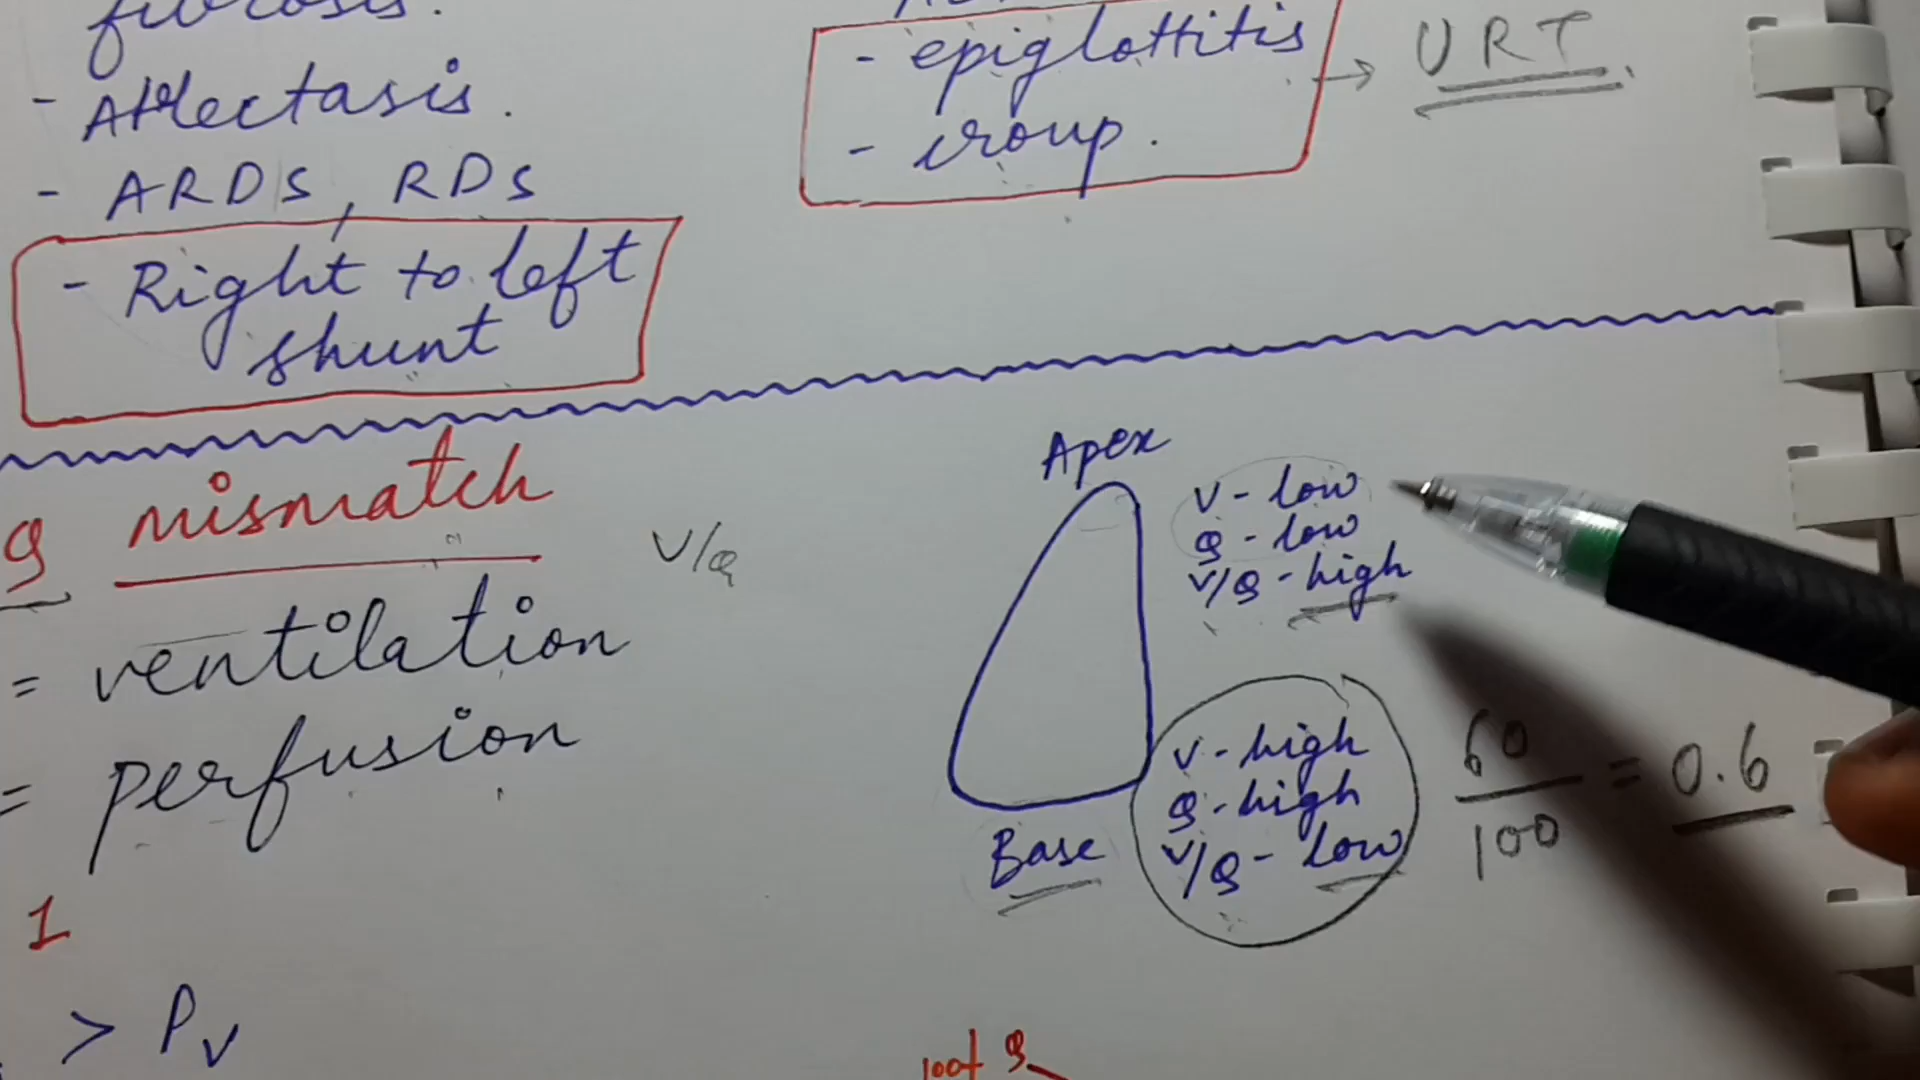 fibrosis.
- Atelectasis.
- ARDS, RDS
- Right to left
shunt
- epiglottitis
- croup.
→ URT
Q mismatch
V/Q
= ventilation
= perfusion
1
> PV
Apex
V - low
Q - low
V/Q - high
V - high
Q - high
V/Q - low
Base
60
100
= 0.6